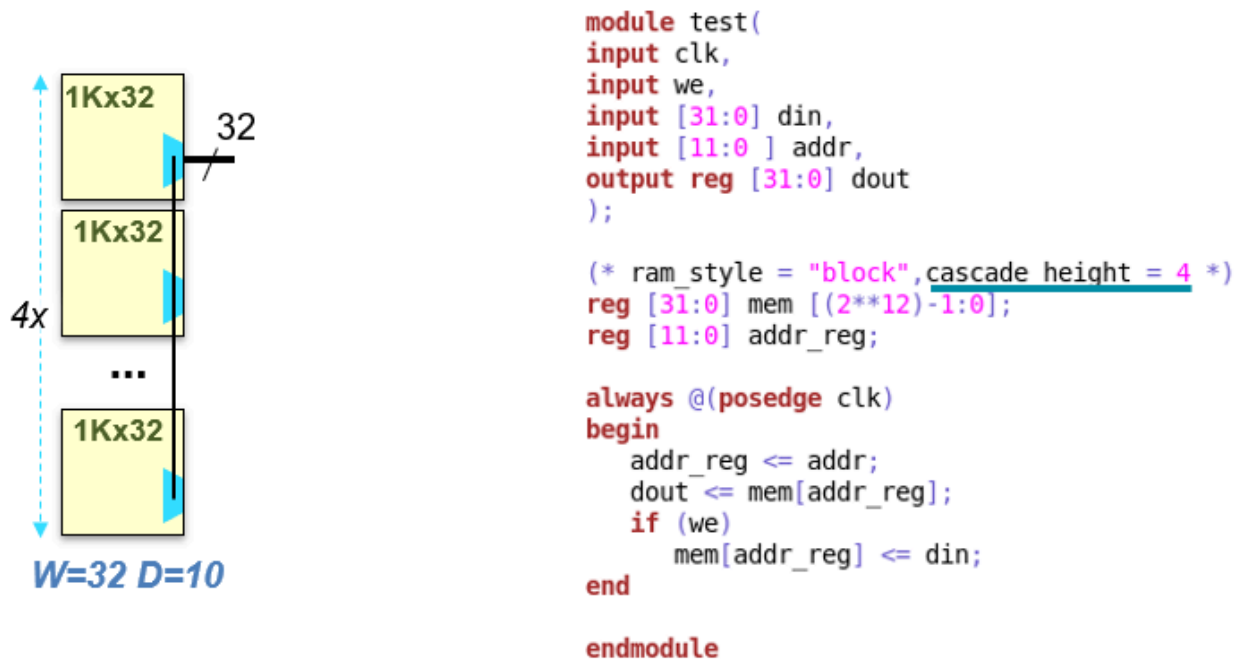 1Kx32
32
1Kx32
4x
...
1Kx32
W=32 D=10
module test(
input clk,
input we,
input [31:0] din,
input [11:0 ] addr,
output reg [31:0] dout
);
(* ram_style = "block",cascade_height = 4 *)
reg [31:0] mem [(2**12)-1:0];
reg [11:0] addr_reg;
always @(posedge clk)
begin
addr_reg <= addr;
dout <= mem[addr_reg];
if (we)
mem[addr_reg] <= din;
end
endmodule